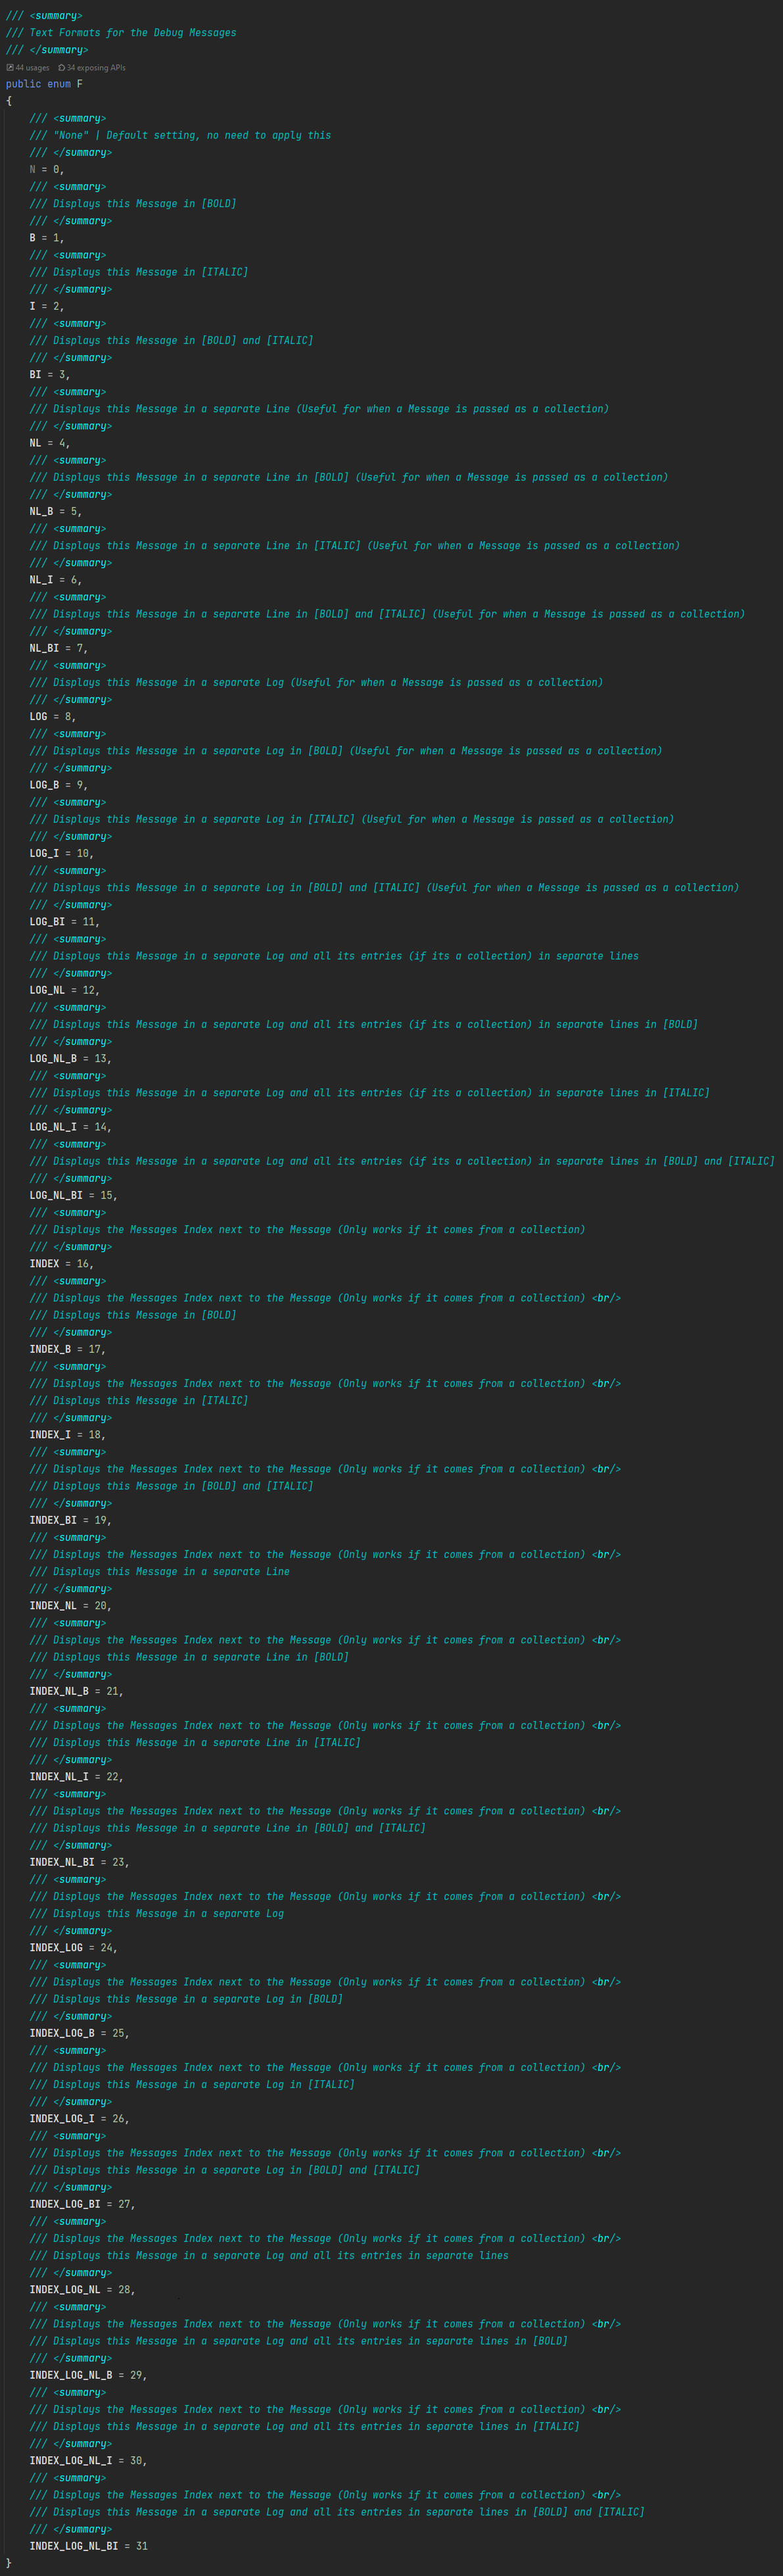 /// <summary>
/// Text Formats for the Debug Messages
/// </summary>
44 usages 34 exposing APIs
public enum F
{
/// <summary>
/// "None" | Default setting, no need to apply this
/// </summary>
N = 0,
/// <summary>
/// Displays this Message in [BOLD]
/// </summary>
B = 1,
/// <summary>
/// Displays this Message in [ITALIC]
/// </summary>
I = 2,
/// <summary>
/// Displays this Message in [BOLD] and [ITALIC]
/// </summary>
BI = 3,
/// <summary>
/// Displays this Message in a separate Line (Useful for when a Message is passed as a collection)
/// </summary>
NL = 4,
/// <summary>
/// Displays this Message in a separate Line in [BOLD] (Useful for when a Message is passed as a collection)
/// </summary>
NL_B = 5,
/// <summary>
/// Displays this Message in a separate Line in [ITALIC] (Useful for when a Message is passed as a collection)
/// </summary>
NL_I = 6,
/// <summary>
/// Displays this Message in a separate Line in [BOLD] and [ITALIC] (Useful for when a Message is passed as a collection)
/// </summary>
NL_BI = 7,
/// <summary>
/// Displays this Message in a separate Log (Useful for when a Message is passed as a collection)
/// </summary>
LOG = 8,
/// <summary>
/// Displays this Message in a separate Log in [BOLD] (Useful for when a Message is passed as a collection)
/// </summary>
LOG_B = 9,
/// <summary>
/// Displays this Message in a separate Log in [ITALIC] (Useful for when a Message is passed as a collection)
/// </summary>
LOG_I = 10,
/// <summary>
/// Displays this Message in a separate Log in [BOLD] and [ITALIC] (Useful for when a Message is passed as a collection)
/// </summary>
LOG_BI = 11,
/// <summary>
/// Displays this Message in a separate Log and all its entries (if its a collection) in separate lines
/// </summary>
LOG_NL = 12,
/// <summary>
/// Displays this Message in a separate Log and all its entries (if its a collection) in separate lines in [BOLD]
/// </summary>
LOG_NL_B = 13,
/// <summary>
/// Displays this Message in a separate Log and all its entries (if its a collection) in separate lines in [ITALIC]
/// </summary>
LOG_NL_I = 14,
/// <summary>
/// Displays this Message in a separate Log and all its entries (if its a collection) in separate lines in [BOLD] and [ITALIC]
/// </summary>
LOG_NL_BI = 15,
/// <summary>
/// Displays the Messages Index next to the Message (Only works if it comes from a collection)
/// </summary>
INDEX = 16,
/// <summary>
/// Displays the Messages Index next to the Message (Only works if it comes from a collection) <br/>
/// Displays this Message in [BOLD]
/// </summary>
INDEX_B = 17,
/// <summary>
/// Displays the Messages Index next to the Message (Only works if it comes from a collection) <br/>
/// Displays this Message in [ITALIC]
/// </summary>
INDEX_I = 18,
/// <summary>
/// Displays the Messages Index next to the Message (Only works if it comes from a collection) <br/>
/// Displays this Message in [BOLD] and [ITALIC]
/// </summary>
INDEX_BI = 19,
/// <summary>
/// Displays the Messages Index next to the Message (Only works if it comes from a collection) <br/>
/// Displays this Message in a separate Line
/// </summary>
INDEX_NL = 20,
/// <summary>
/// Displays the Messages Index next to the Message (Only works if it comes from a collection) <br/>
/// Displays this Message in a separate Line in [BOLD]
/// </summary>
INDEX_NL_B = 21,
/// <summary>
/// Displays the Messages Index next to the Message (Only works if it comes from a collection) <br/>
/// Displays this Message in a separate Line in [ITALIC]
/// </summary>
INDEX_NL_I = 22,
/// <summary>
/// Displays the Messages Index next to the Message (Only works if it comes from a collection) <br/>
/// Displays this Message in a separate Line in [BOLD] and [ITALIC]
/// </summary>
INDEX_NL_BI = 23,
/// <summary>
/// Displays the Messages Index next to the Message (Only works if it comes from a collection) <br/>
/// Displays this Message in a separate Log
/// </summary>
INDEX_LOG = 24,
/// <summary>
/// Displays the Messages Index next to the Message (Only works if it comes from a collection) <br/>
/// Displays this Message in a separate Log in [BOLD]
/// </summary>
INDEX_LOG_B = 25,
/// <summary>
/// Displays the Messages Index next to the Message (Only works if it comes from a collection) <br/>
/// Displays this Message in a separate Log in [ITALIC]
/// </summary>
INDEX_LOG_I = 26,
/// <summary>
/// Displays the Messages Index next to the Message (Only works if it comes from a collection) <br/>
/// Displays this Message in a separate Log in [BOLD] and [ITALIC]
/// </summary>
INDEX_LOG_BI = 27,
/// <summary>
/// Displays the Messages Index next to the Message (Only works if it comes from a collection) <br/>
/// Displays this Message in a separate Log and all its entries in separate lines
/// </summary>
INDEX_LOG_NL = 28,
/// <summary>
/// Displays the Messages Index next to the Message (Only works if it comes from a collection) <br/>
/// Displays this Message in a separate Log and all its entries in separate lines in [BOLD]
/// </summary>
INDEX_LOG_NL_B = 29,
/// <summary>
/// Displays the Messages Index next to the Message (Only works if it comes from a collection) <br/>
/// Displays this Message in a separate Log and all its entries in separate lines in [ITALIC]
/// </summary>
INDEX_LOG_NL_I = 30,
/// <summary>
/// Displays the Messages Index next to the Message (Only works if it comes from a collection) <br/>
/// Displays this Message in a separate Log and all its entries in separate lines in [BOLD] and [ITALIC]
/// </summary>
INDEX_LOG_NL_BI = 31
}